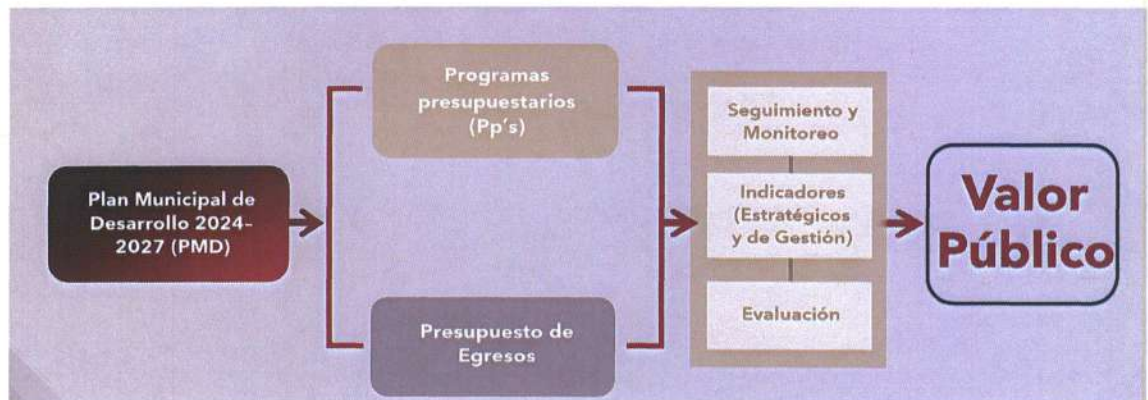 Programas
presupuestarios
(Pp's)
Seguimiento y
Monitoreo
Plan Municipal de
Desarrollo 2024-
2027 (PMD)
Indicadores
(Estratégicos
y de Gestión)
Valor
Público
Evaluación
Presupuesto de
Egresos